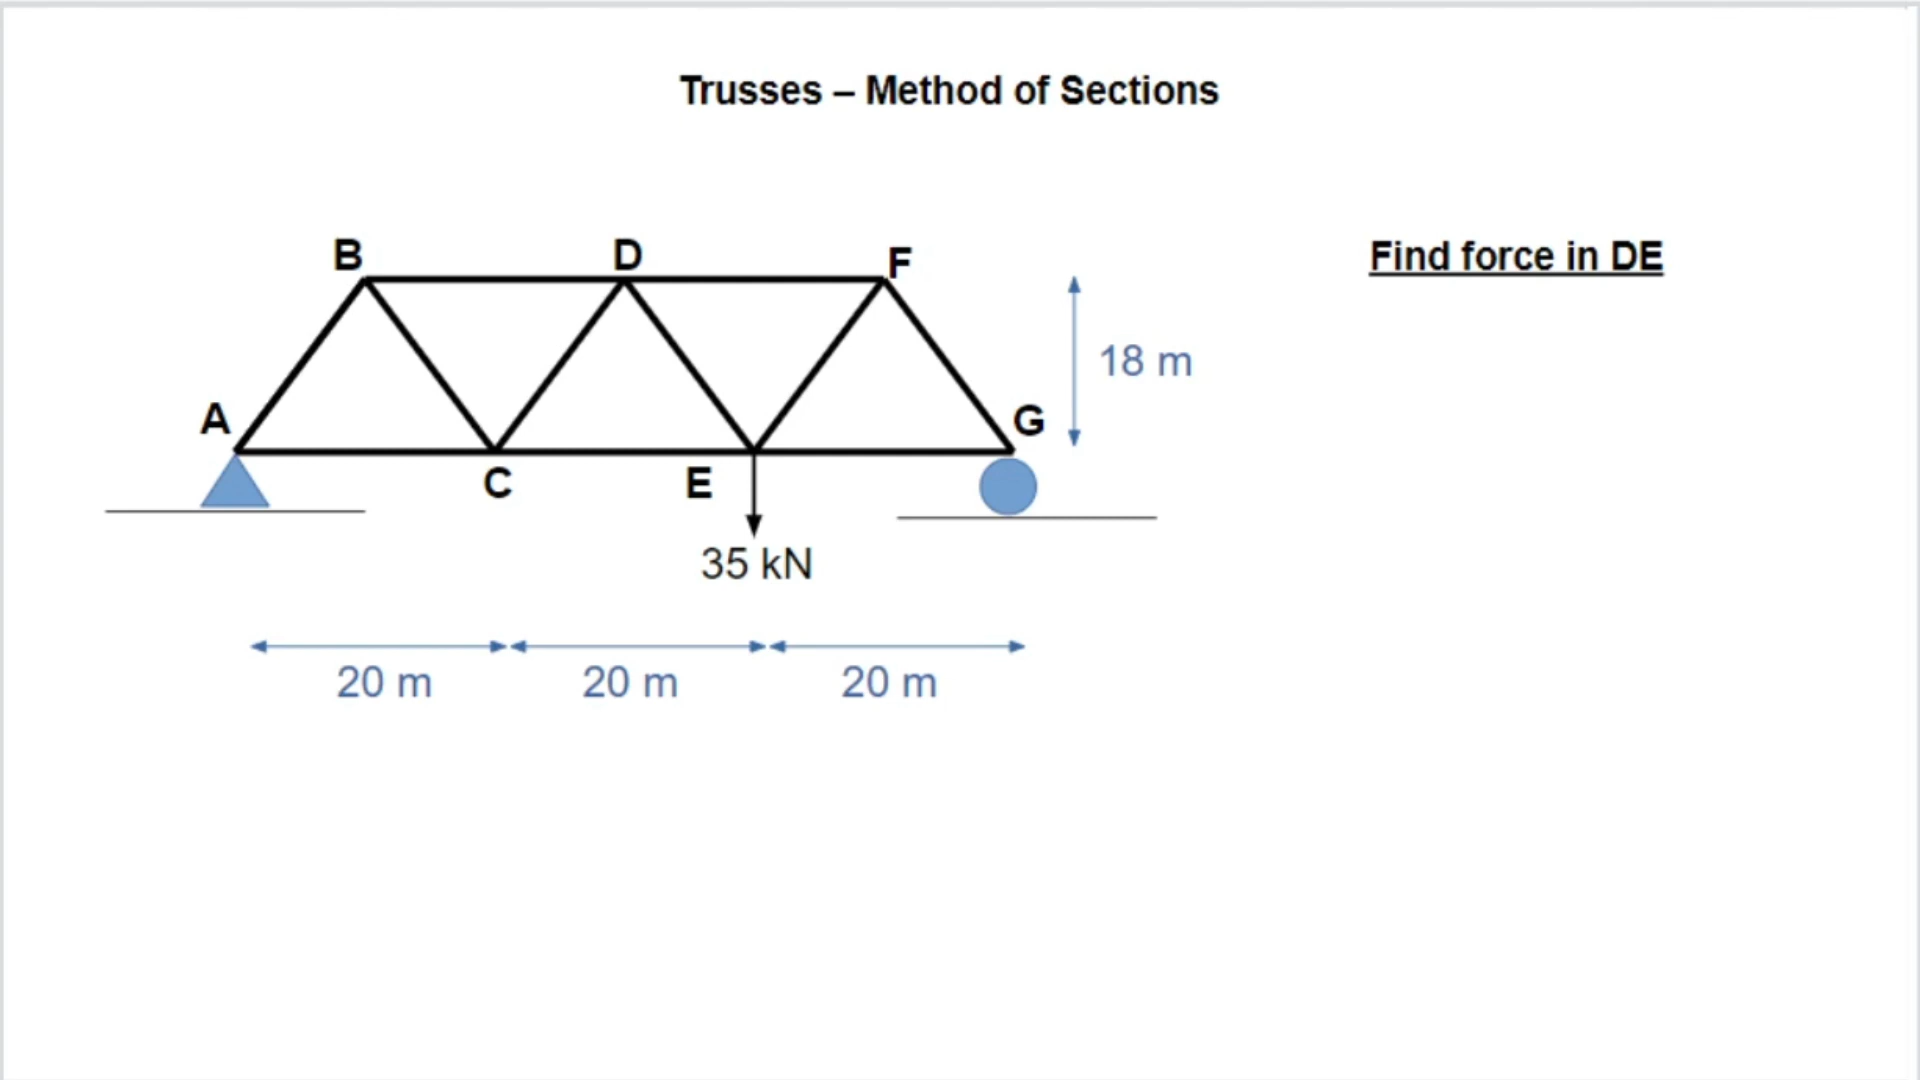 Trusses – Method of Sections
B
D
F
Find force in DE
18 m
A
G
C
E
35 kN
20 m
20 m
20 m